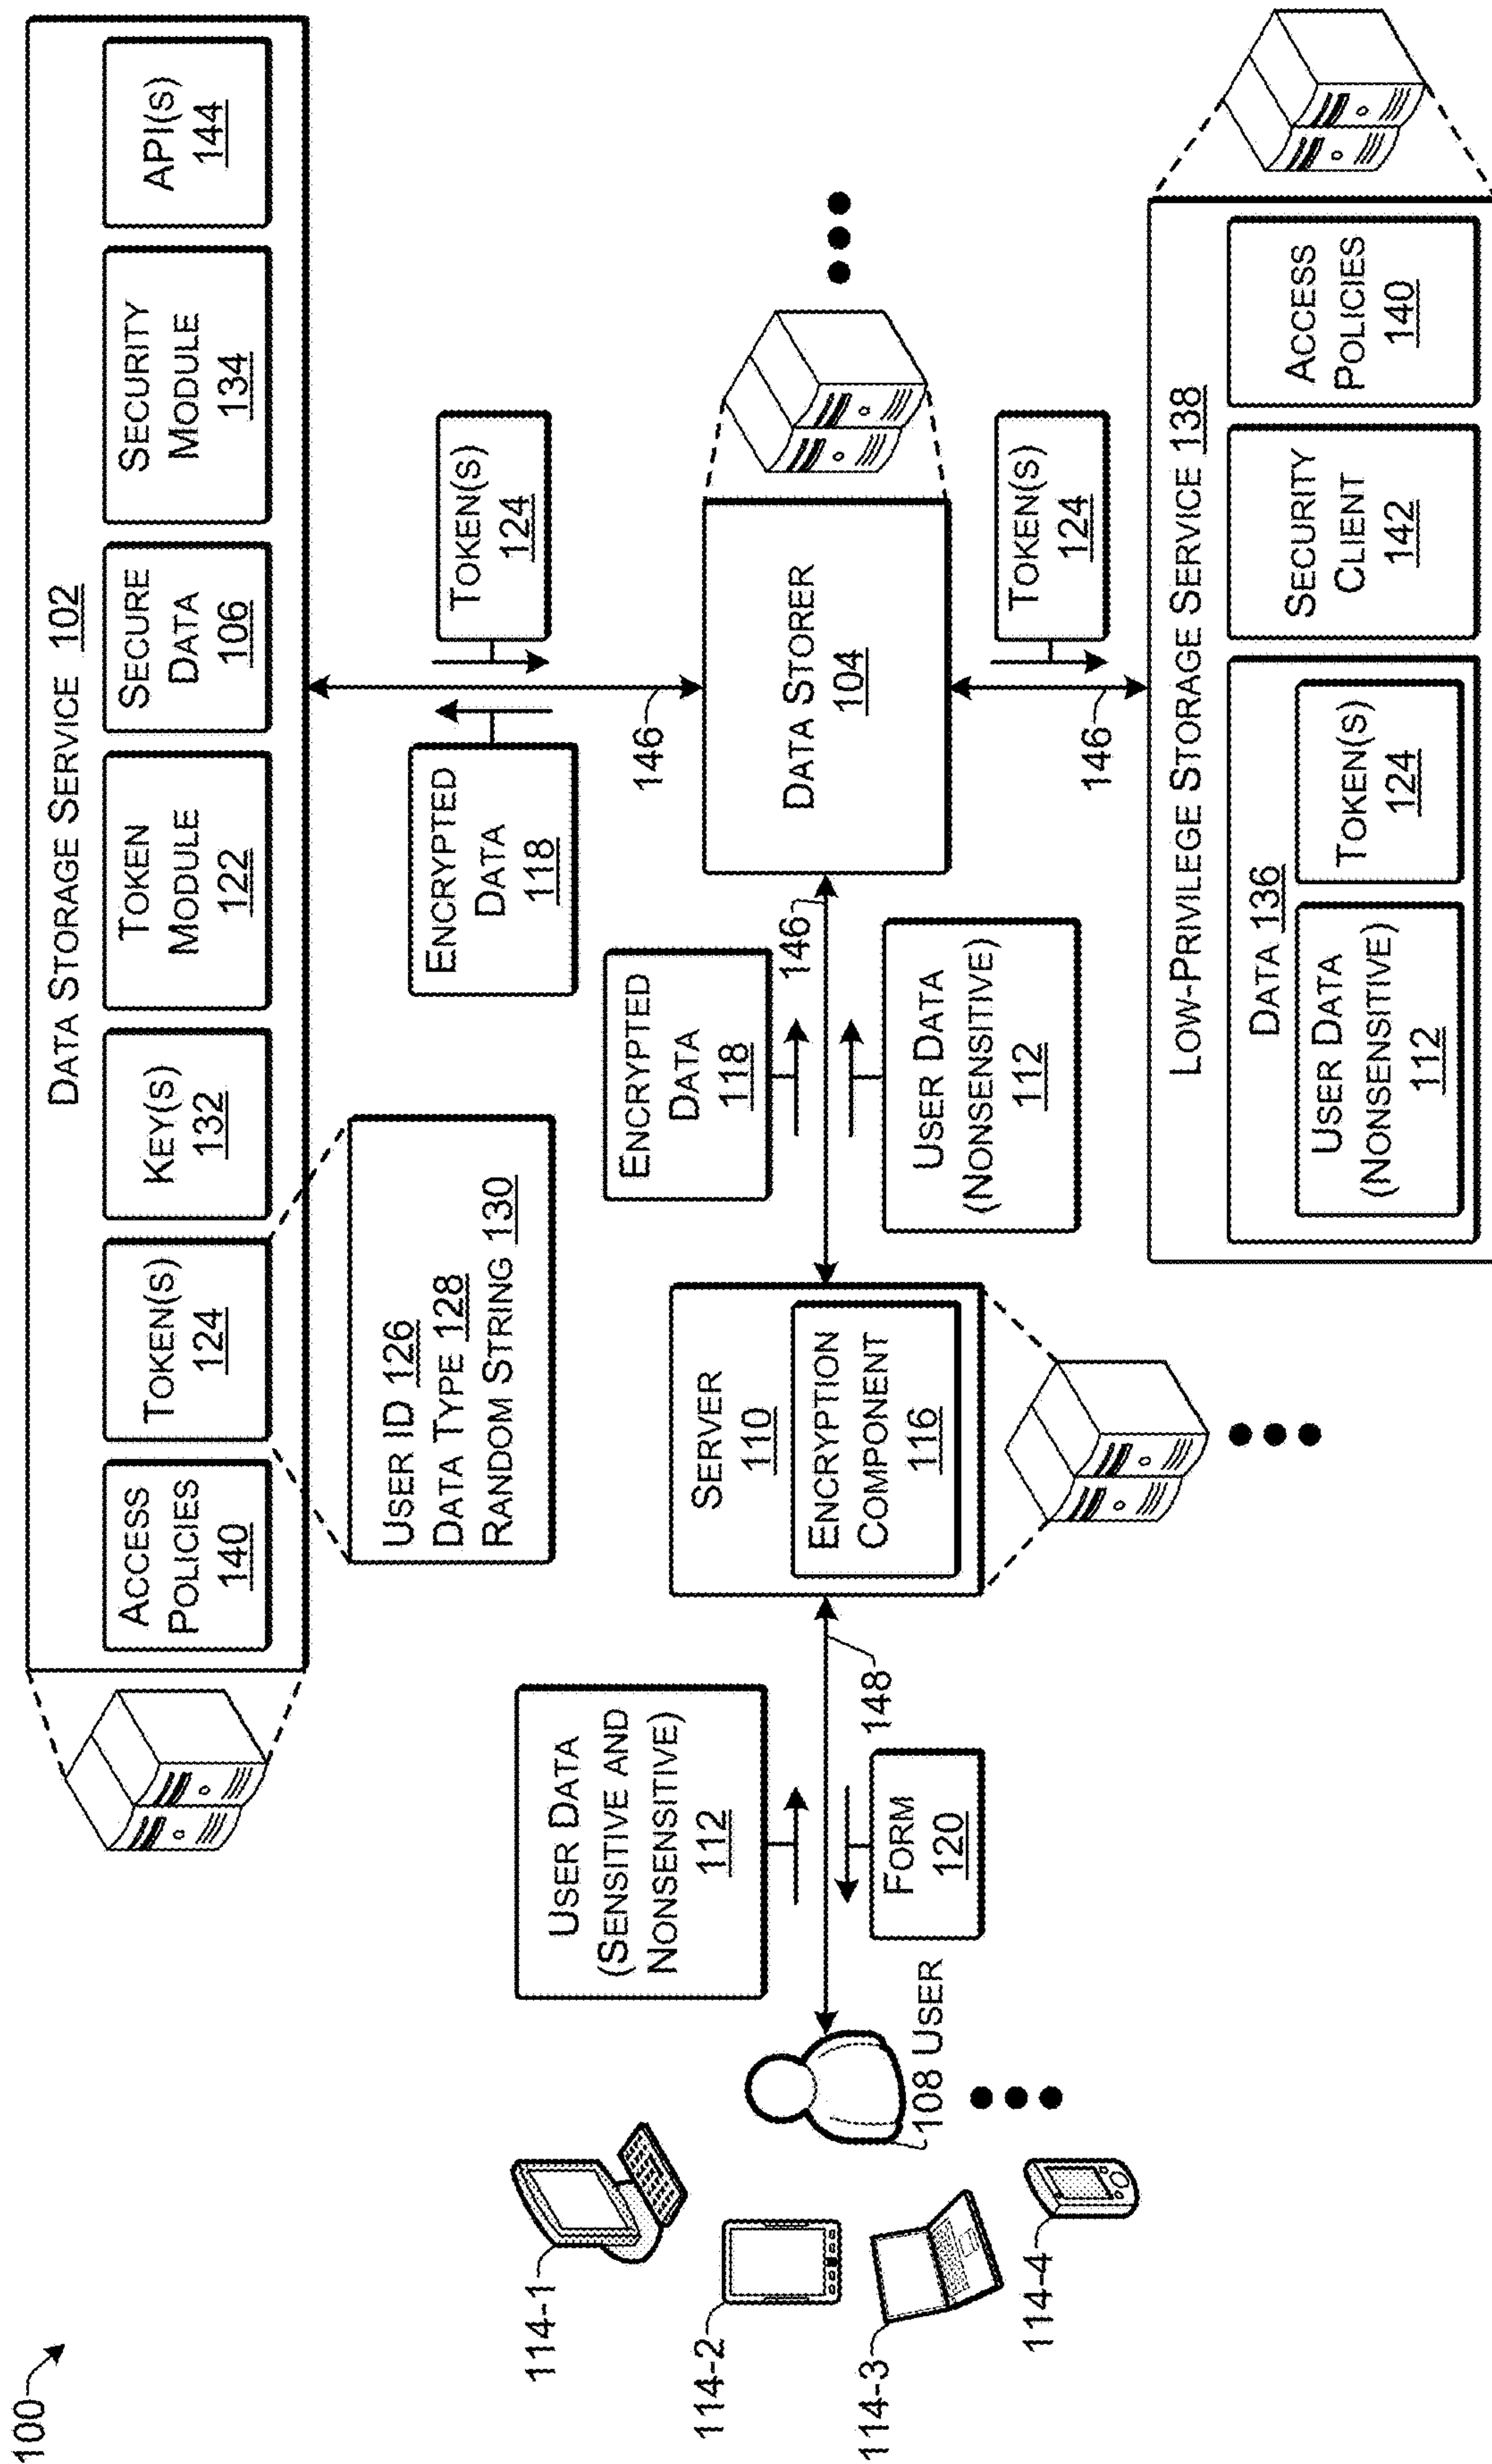 100
DATA STORAGE SERVICE 102
ACCESS
POLICIES
140
TOKEN(S)
124
KEY(S)
132
TOKEN
MODULE
122
SECURE
DATA
106
SECURITY
MODULE
134
API(S)
144
USER ID 126
DATA TYPE 128
RANDOM STRING 130
ENCRYPTED
DATA
118
TOKEN(S)
124
146
114-1
114-2
114-3
114-4
108 USER
USER DATA
(SENSITIVE AND
NONSENSITIVE)
112
148
FORM
120
SERVER
110
ENCRYPTION
COMPONENT
116
ENCRYPTED
DATA
118
146
USER DATA
(NONSENSITIVE)
112
DATA STORER
104
TOKEN(S)
124
146
LOW-PRIVILEGE STORAGE SERVICE 138
DATA 136
USER DATA
(NONSENSITIVE)
112
TOKEN(S)
124
SECURITY
CLIENT
142
ACCESS
POLICIES
140